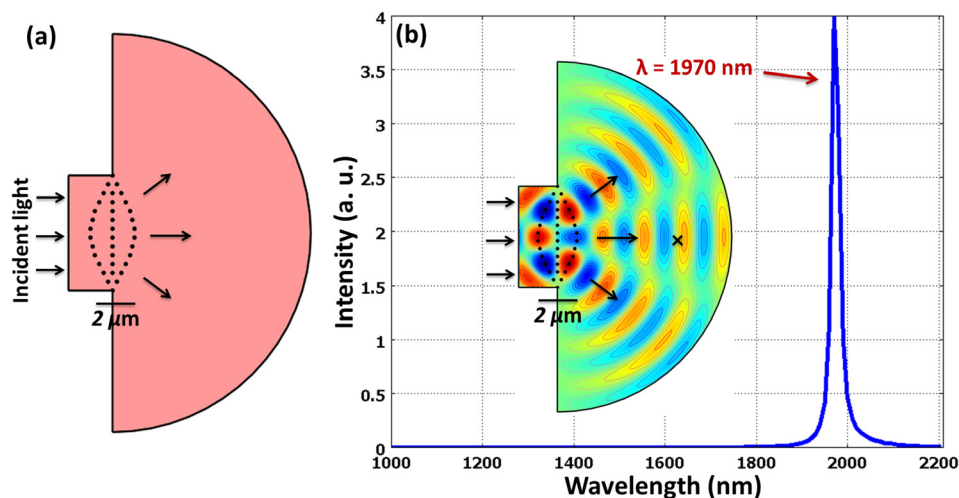 (a)
Incident light
2 μm
(b)
λ = 1970 nm
2 μm
Intensity (a. u.)
4
3.5
3
2.5
2
1.5
1
0.5
0
1000
1200
1400
1600
1800
2000
2200
Wavelength (nm)